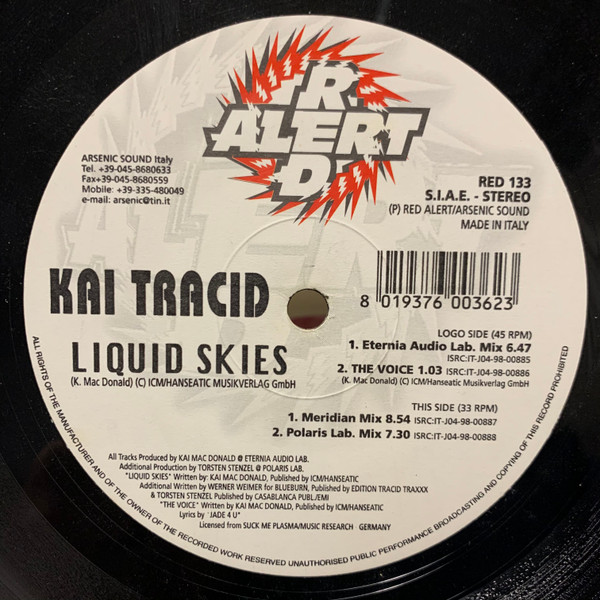 RED
ALERT
ARSENIC SOUND Italy
Tel. +39-045-8680633
Fax+39-045-8680559
Mobile: +39-335-480049
e-mail: arsenic@tin.it
RED 133
S.I.A.E. - STEREO
(P) RED ALERT/ARSENIC SOUND
MADE IN ITALY
KAI TRACID
8 019376 003623
LIQUID SKIES
(K. Mac Donald) (C) ICM/HANSEATIC MUSIKVERLAG GmbH
LOGO SIDE (45 RPM)
1. Eternia Audio Lab. Mix 6.47
ISRC:IT-J04-98-00885
2. THE VOICE 1.03 ISRC:IT-J04-98-00886
(K. Mac Donald) (C) ICM/Hanseatic Musikverlag GmbH
THIS SIDE (33 RPM)
1. Meridian Mix 8.54 ISRC:IT-J04-98-00887
2. Polaris Lab. Mix 7.30 ISRC:IT-J04-98-00888
All Tracks Produced by KAI MAC DONALD @ ETERNIA AUDIO LAB.
Additional Production by TORSTEN STENZEL @ POLARIS LAB.
"LIQUID SKIES" Written by: KAI MAC DONALD, Published by ICM/HANSEATIC
Additional Written by WERNER WEIMER for BLUEBURN, Published by EDITION TRACID TRAXXX
& TORSTEN STENZEL Published by CASABLANCA PUBL./EMI
"THE VOICE" Written by KAI MAC DONALD, Published by ICM/HANSEATIC
Lyrics by 'JADE 4 U'
Licensed from SUCK ME PLASMA/MUSIC RESEARCH - GERMANY
ALL RIGHTS OF THE MANUFACTURER AND OF THE OWNER OF THE RECORDED WORK RESERVED UNAUTHORISED PUBLIC PERFORMANCE BROADCASTING AND COPYING OF THIS RECORD PROHIBITED